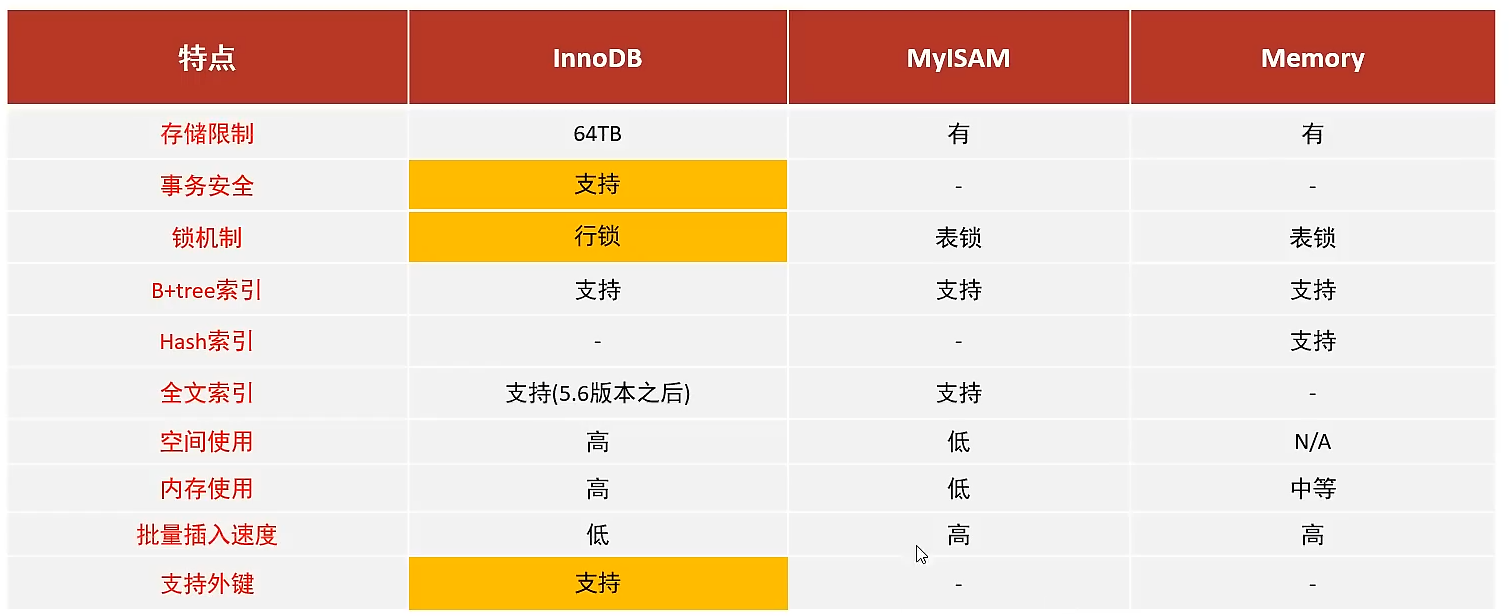 特点 InnoDB MyISAM Memory
存储限制 64TB 有 有
事务安全 支持 - -
锁机制 行锁 表锁 表锁
B+tree索引 支持 支持 支持
Hash索引 - - 支持
全文索引 支持(5.6版本之后) 支持 -
空间使用 高 低 N/A
内存使用 高 低 中等
批量插入速度 低 高 高
支持外键 支持 - -